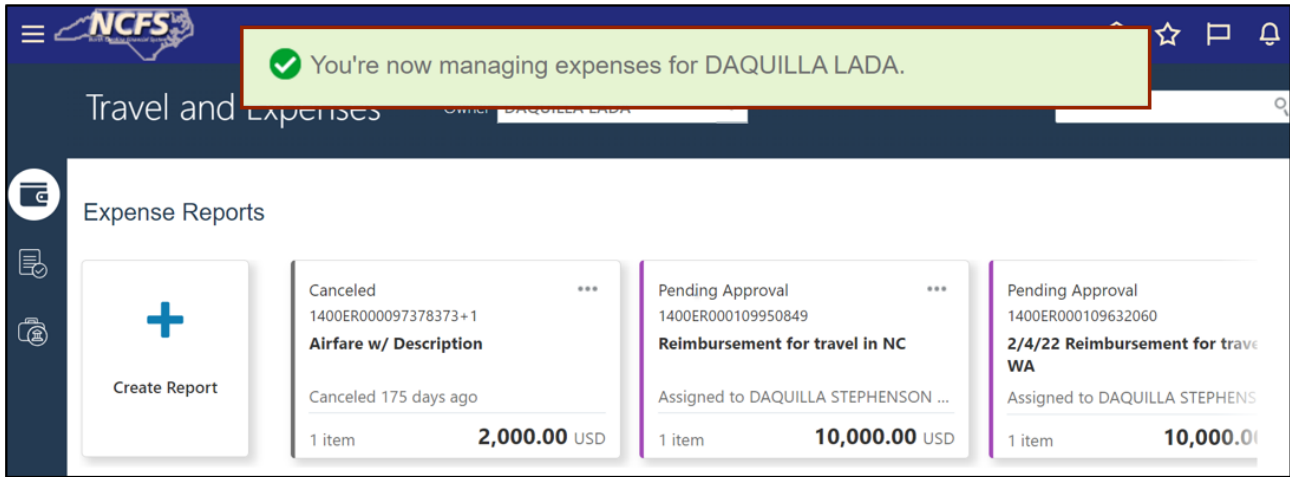 NCFS
You're now managing expenses for DAQUILLA LADA.
Travel and Expenses
Owner DAQUILLA LADA
Expense Reports
Create Report
Canceled
1400ER000097378373+1
Airfare w/ Description
Canceled 175 days ago
1 item 2,000.00 USD
Pending Approval
1400ER000109950849
Reimbursement for travel in NC
Assigned to DAQUILLA STEPHENSON ...
1 item 10,000.00 USD
Pending Approval
1400ER000109632060
2/4/22 Reimbursement for trave
WA
Assigned to DAQUILLA STEPHENS
1 item 10,000.0